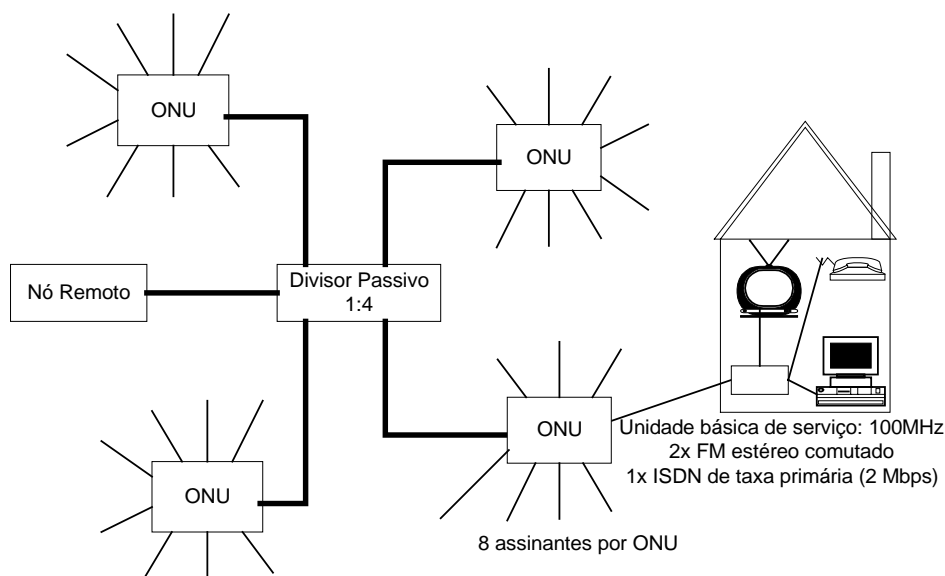 ONU
ONU
Nó Remoto
Divisor Passivo
1:4
ONU
ONU
Unidade básica de serviço: 100MHz
2x FM estéreo comutado
1x ISDN de taxa primária (2 Mbps)
8 assinantes por ONU